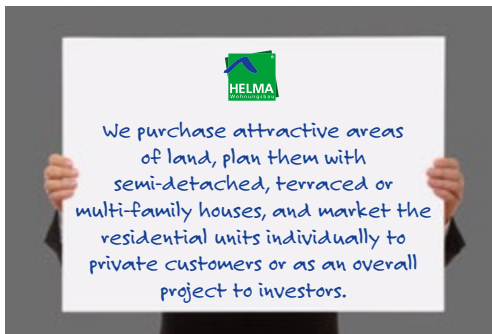 HELMA
Wohnungsbau
We purchase attractive areas
of land, plan them with
semi-detached, terraced or
multi-family houses, and market the
residential units individually to
private customers or as an overall
project to investors.